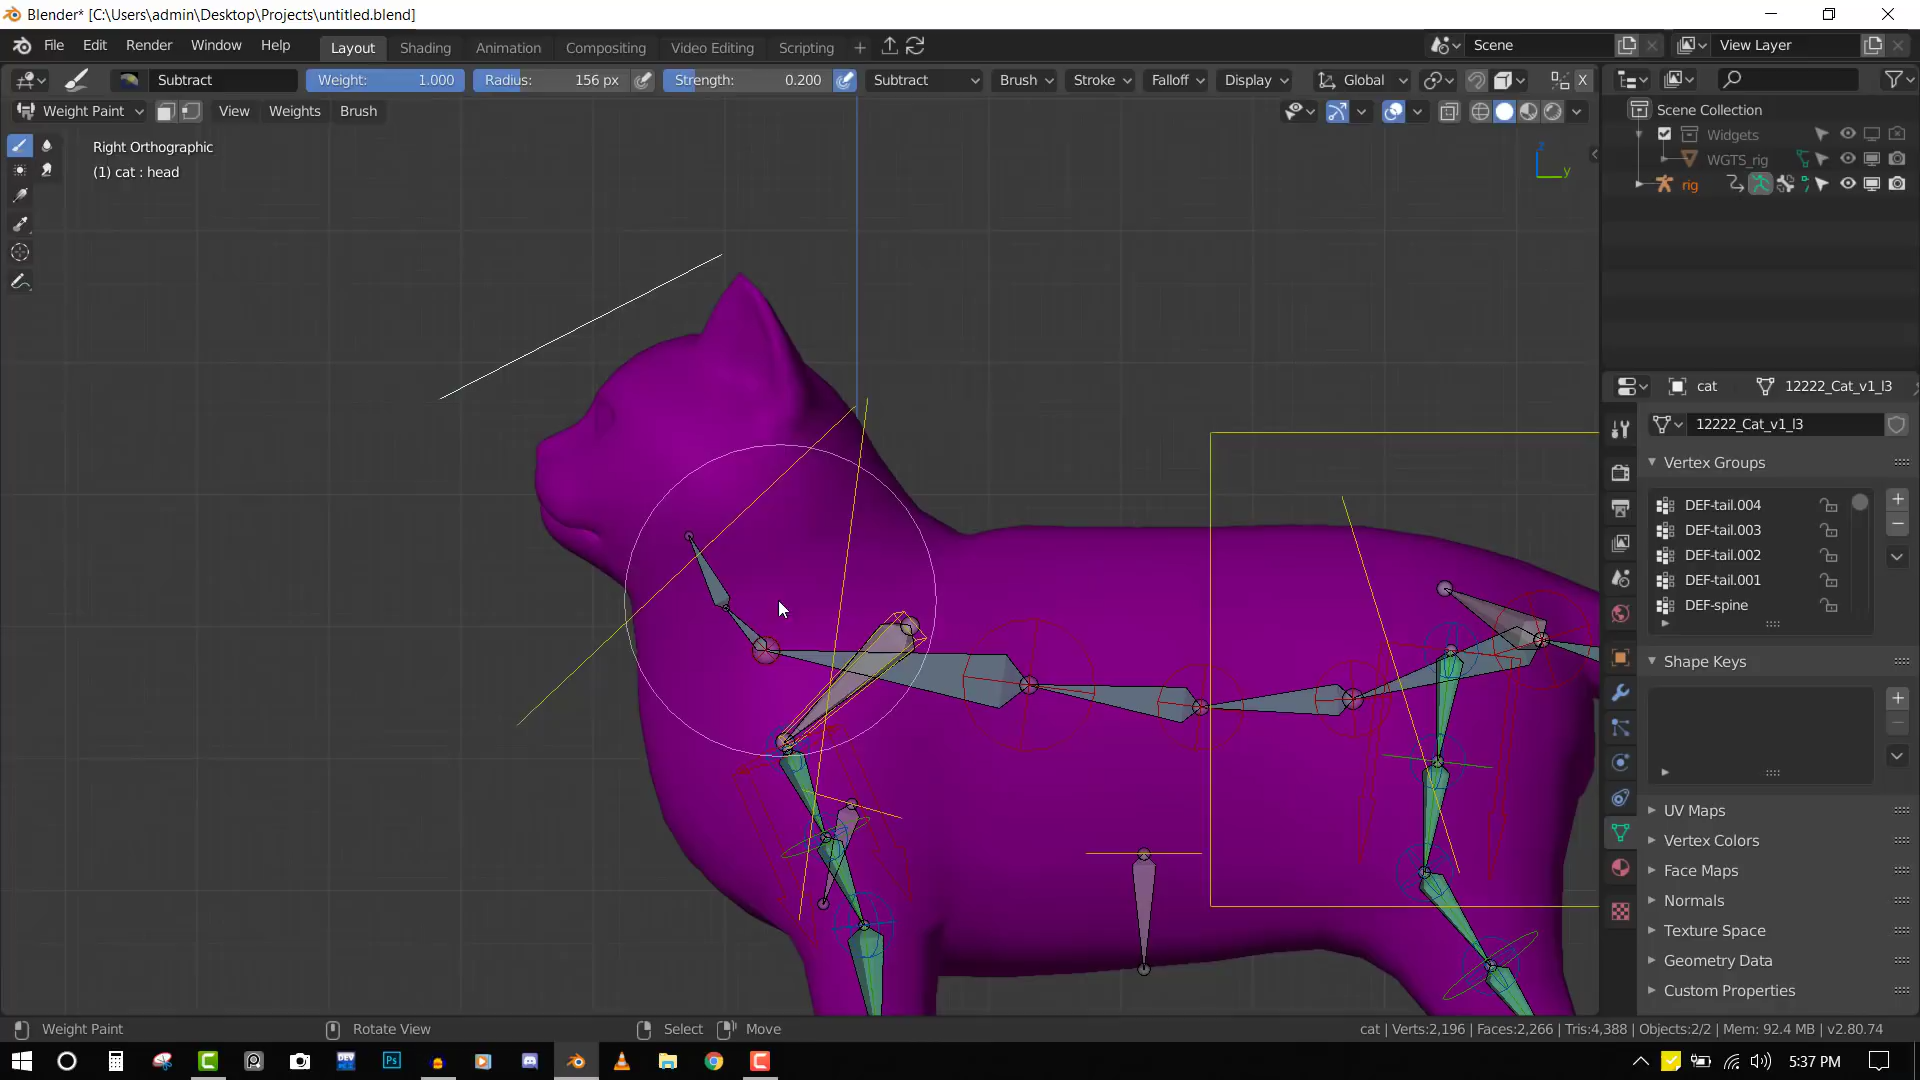 Blender* [C:\Users\admin\Desktop\Projects\untitled.blend]
File Edit Render Window Help Layout Shading Animation Compositing Video Editing Scripting + Scene View Layer
Subtract Weight: 1.000 Radius: 156 px Strength: 0.200 Subtract Brush Stroke Falloff Display Global X
Weight Paint View Weights Brush
Scene Collection
Widgets
WGTS_rig
rig
Right Orthographic
(1) cat : head
z
y
cat 12222_Cat_v1_l3
12222_Cat_v1_l3
Vertex Groups
DEF-tail.004
DEF-tail.003
DEF-tail.002
DEF-tail.001
DEF-spine
Shape Keys
UV Maps
Vertex Colors
Face Maps
Normals
Texture Space
Geometry Data
Custom Properties
Weight Paint Rotate View Select Move cat | Verts:2,196 | Faces:2,266 | Tris:4,388 | Objects:2/2 | Mem: 92.4 MB | v2.80.74
DEV
Ps
5:37 PM